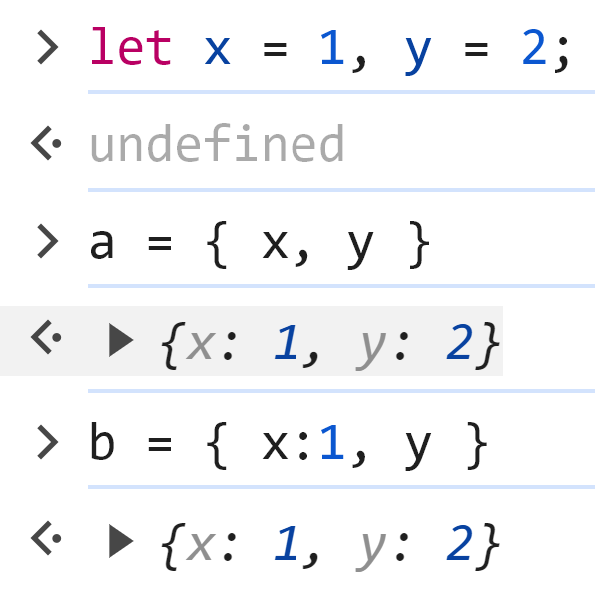 let x = 1, y = 2;
undefined
a = { x, y }
{x: 1, y: 2}
b = { x:1, y }
{x: 1, y: 2}